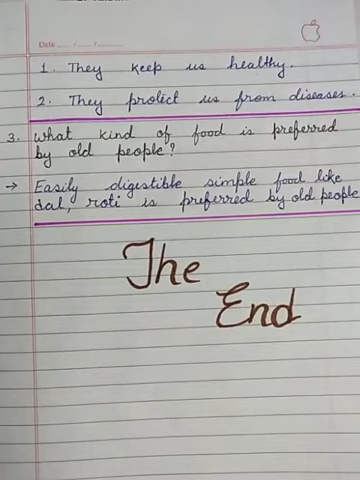 Date ..... / ..... / .........
1. They keep us healthy.
2. They protect us from diseases.
3. What kind of food is preferred
by old people?
→ Easily digestible simple food like
dal, roti is preferred by old people
The
End